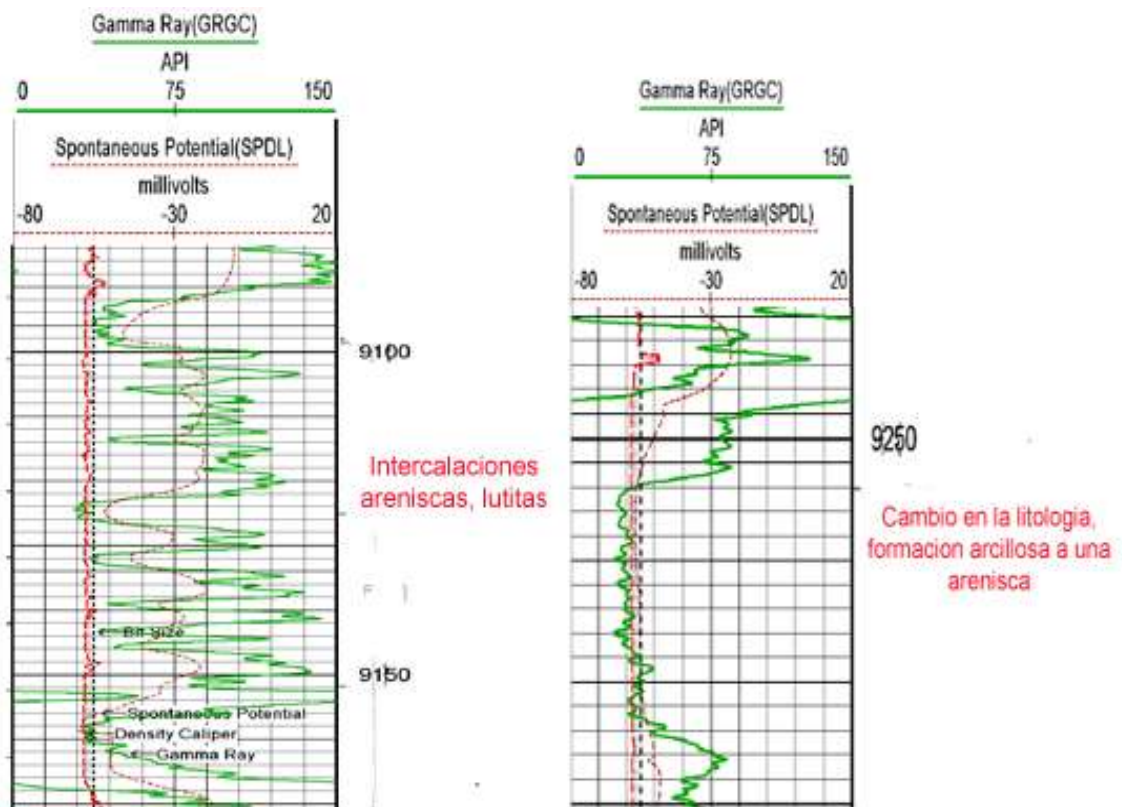 Gamma Ray(GRGC)
API
0 75 150
Spontaneous Potential(SPDL)
millivolts
-80 -30 20
9100
Intercalaciones
areniscas, lutitas
Bit Size
9150
Spontaneous Potential
Density Caliper
Gamma Ray
Gamma Ray(GRGC)
API
0 75 150
Spontaneous Potential(SPDL)
millivolts
-80 -30 20
9250
Cambio en la litologia,
formacion arcillosa a una
arenisca